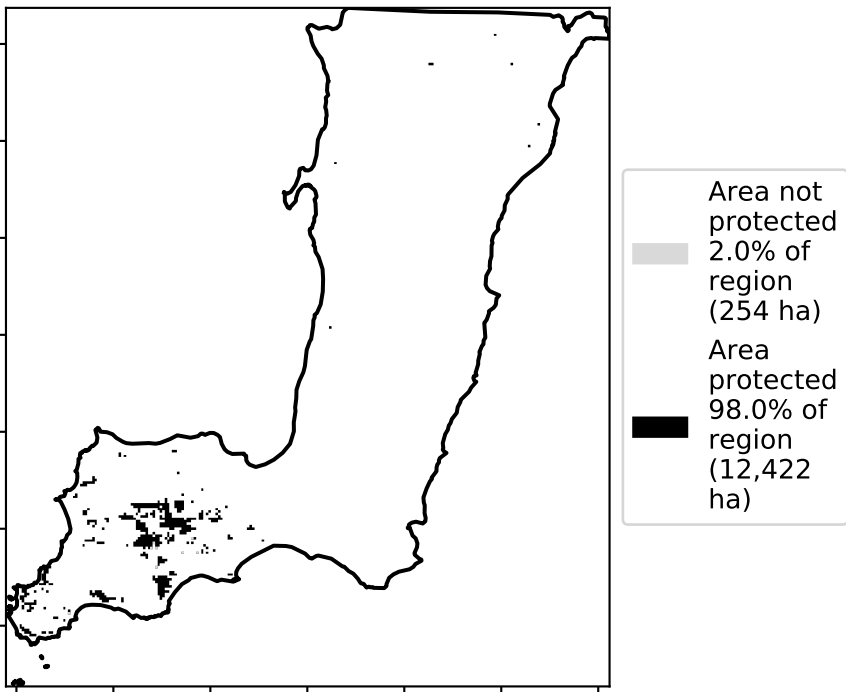 Area not
protected
2.0% of
region
(254 ha)
Area
protected
98.0% of
region
(12,422
ha)